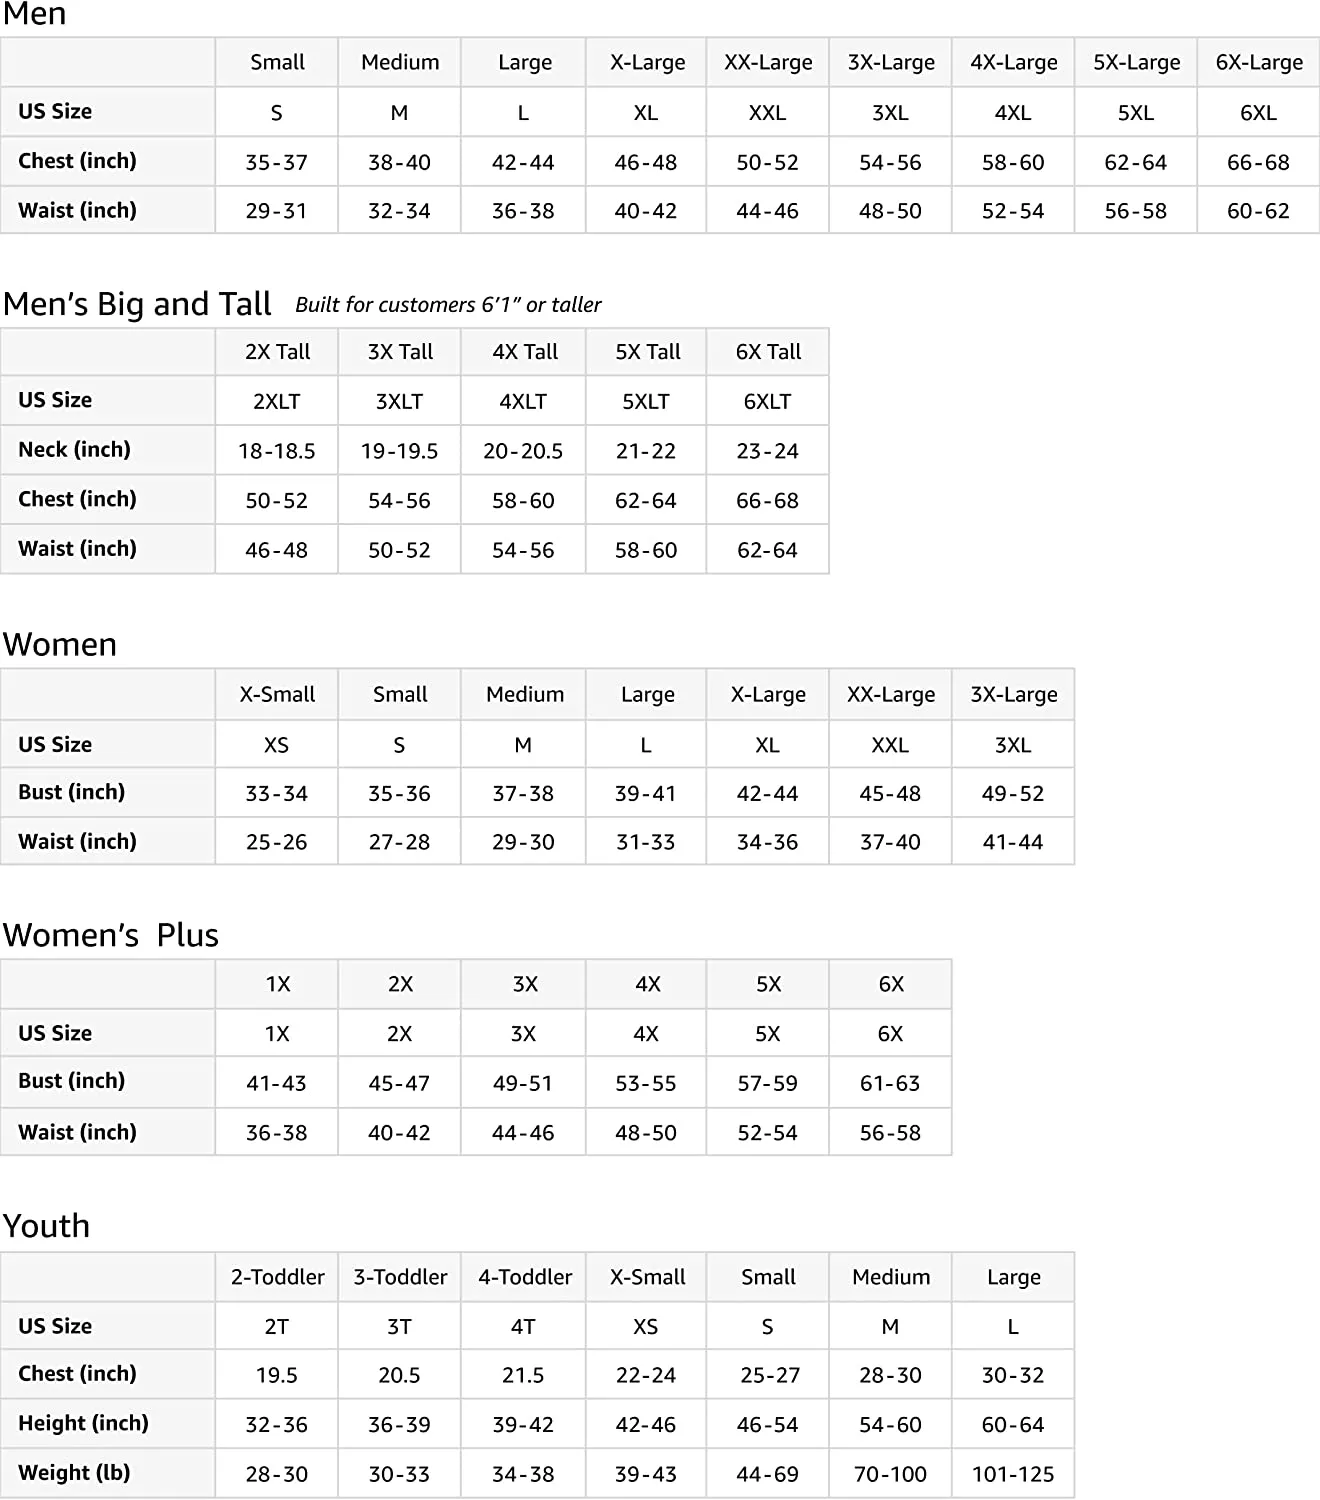 Men
Small Medium Large X-Large XX-Large 3X-Large 4X-Large 5X-Large 6X-Large
US Size S M L XL XXL 3XL 4XL 5XL 6XL
Chest (inch) 35-37 38-40 42-44 46-48 50-52 54-56 58-60 62-64 66-68
Waist (inch) 29-31 32-34 36-38 40-42 44-46 48-50 52-54 56-58 60-62
Men's Big and Tall Built for customers 6'1" or taller
2X Tall 3X Tall 4X Tall 5X Tall 6X Tall
US Size 2XLT 3XLT 4XLT 5XLT 6XLT
Neck (inch) 18-18.5 19-19.5 20-20.5 21-22 23-24
Chest (inch) 50-52 54-56 58-60 62-64 66-68
Waist (inch) 46-48 50-52 54-56 58-60 62-64
Women
X-Small Small Medium Large X-Large XX-Large 3X-Large
US Size XS S M L XL XXL 3XL
Bust (inch) 33-34 35-36 37-38 39-41 42-44 45-48 49-52
Waist (inch) 25-26 27-28 29-30 31-33 34-36 37-40 41-44
Women's Plus
1X 2X 3X 4X 5X 6X
US Size 1X 2X 3X 4X 5X 6X
Bust (inch) 41-43 45-47 49-51 53-55 57-59 61-63
Waist (inch) 36-38 40-42 44-46 48-50 52-54 56-58
Youth
2-Toddler 3-Toddler 4-Toddler X-Small Small Medium Large
US Size 2T 3T 4T XS S M L
Chest (inch) 19.5 20.5 21.5 22-24 25-27 28-30 30-32
Height (inch) 32-36 36-39 39-42 42-46 46-54 54-60 60-64
Weight (lb) 28-30 30-33 34-38 39-43 44-69 70-100 101-125